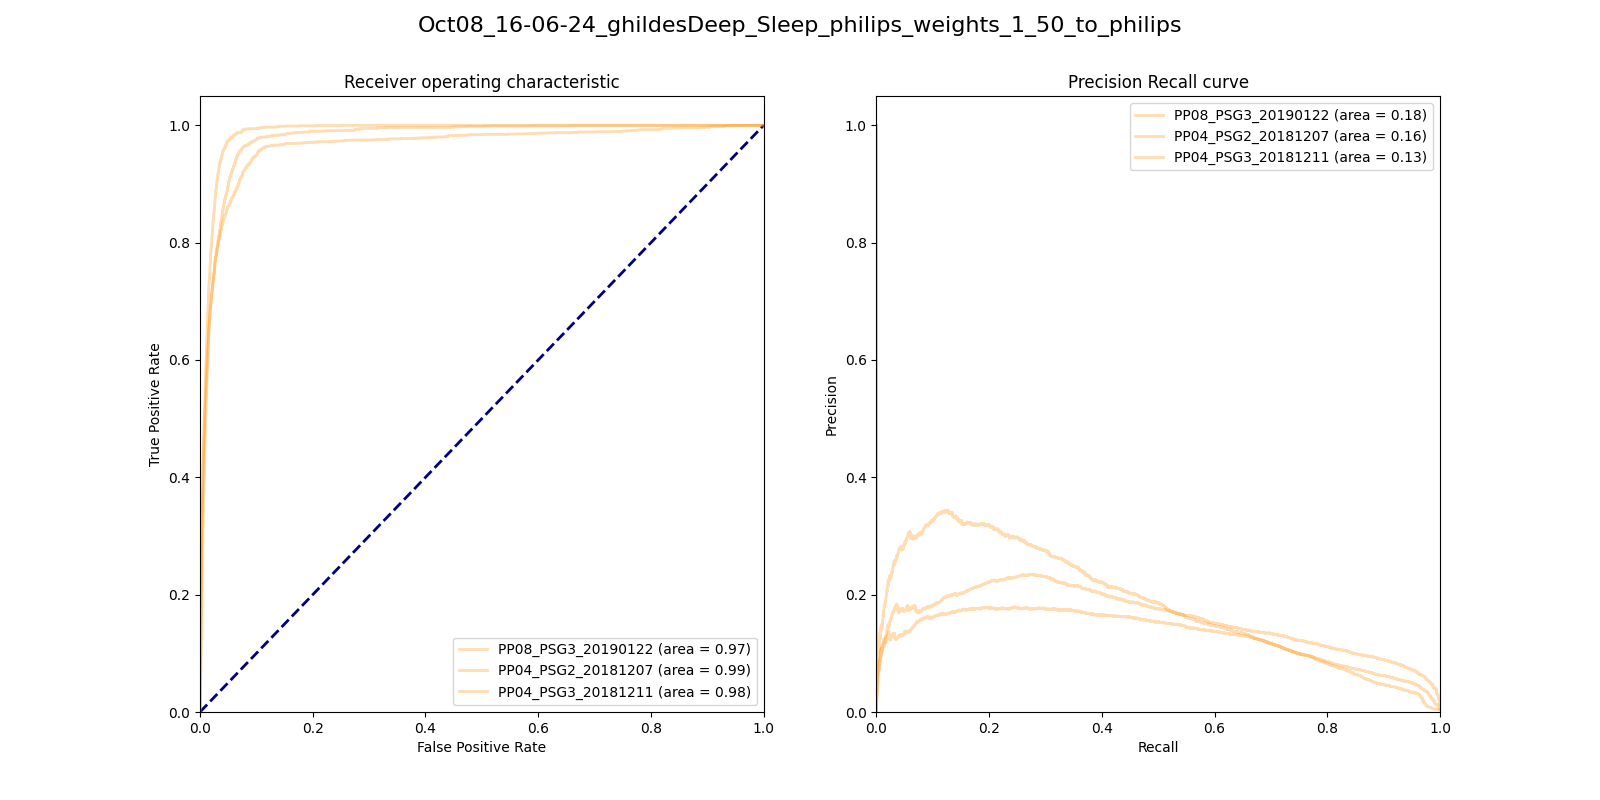 Oct08_16-06-24_ghildesDeep_Sleep_philips_weights_1_50_to_philips
Receiver operating characteristic
1.0
0.8
0.6
0.4
0.2
0.0
True Positive Rate
PP08_PSG3_20190122 (area = 0.97)
PP04_PSG2_20181207 (area = 0.99)
PP04_PSG3_20181211 (area = 0.98)
0.0 0.2 0.4 0.6 0.8 1.0
False Positive Rate
Precision Recall curve
1.0
0.8
0.6
0.4
0.2
0.0
Precision
PP08_PSG3_20190122 (area = 0.18)
PP04_PSG2_20181207 (area = 0.16)
PP04_PSG3_20181211 (area = 0.13)
0.0 0.2 0.4 0.6 0.8 1.0
Recall